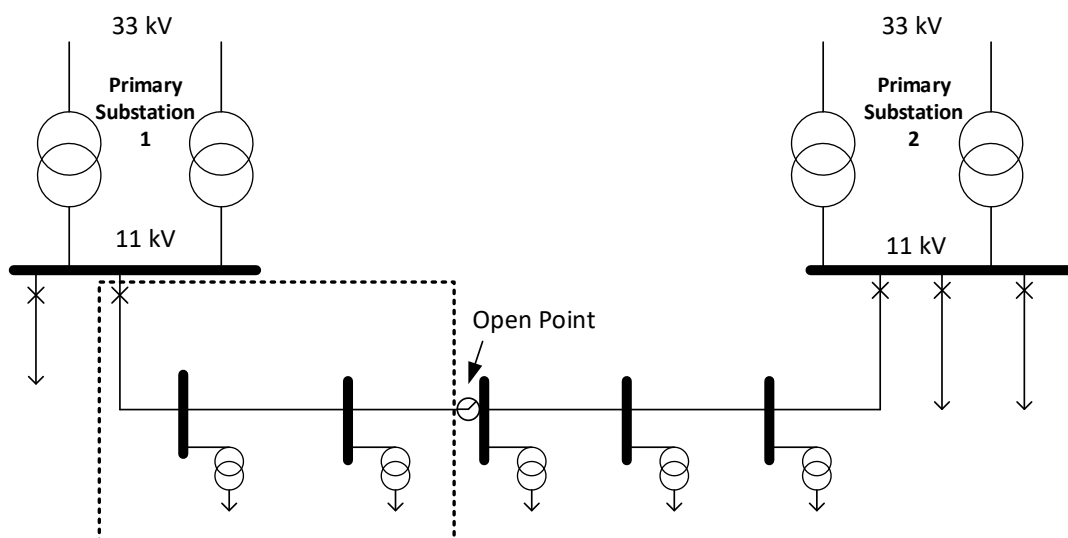 33 kV
33 kV
Primary
Substation
1
Primary
Substation
2
11 kV
11 kV
Open Point